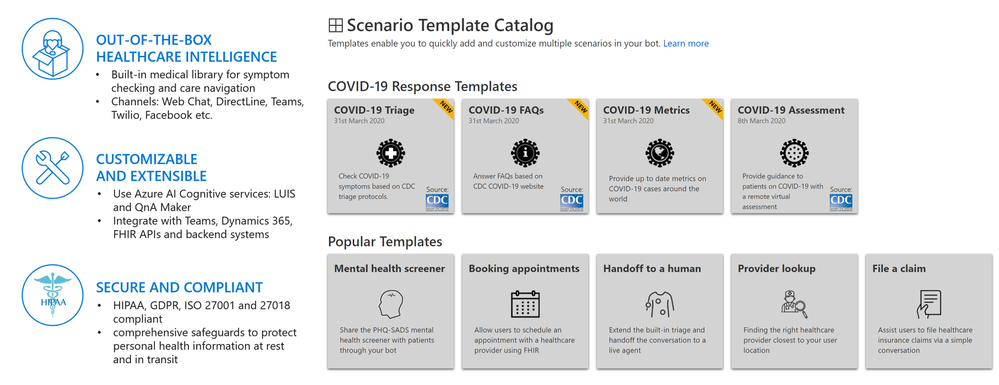 OUT-OF-THE-BOX
HEALTHCARE INTELLIGENCE
• Built-in medical library for symptom
checking and care navigation
• Channels: Web Chat, DirectLine, Teams,
Twilio, Facebook etc.
CUSTOMIZABLE
AND EXTENSIBLE
• Use Azure AI Cognitive services: LUIS
and QnA Maker
• Integrate with Teams, Dynamics 365,
FHIR APIs and backend systems
HIPAA
SECURE AND COMPLIANT
• HIPAA, GDPR, ISO 27001 and 27018
compliant
• comprehensive safeguards to protect
personal health information at rest
and in transit
Scenario Template Catalog
Templates enable you to quickly add and customize multiple scenarios in your bot. Learn more
COVID-19 Response Templates
COVID-19 Triage
31st March 2020
NEW
Check COVID-19
symptoms based on CDC
triage protocols.
Source:
CDC
COVID-19 FAQs
31st March 2020
NEW
Answer FAQs based on
CDC COVID-19 website
Source:
CDC
COVID-19 Metrics
31st March 2020
NEW
Provide up to date metrics
on COVID-19 cases around the
world
COVID-19 Assessment
8th March 2020
Provide guidance to
patients on COVID-19 with
a remote virtual
assessment
Source:
CDC
Popular Templates
Mental health screener
Share the PHQ-SADS mental
health screener with patients
through your bot
Booking appointments
Allow users to schedule an
appointment with a healthcare
provider using FHIR
Handoff to a human
Extend the built-in triage and
handoff the conversation to a
live agent
Provider lookup
Finding the right healthcare
provider closest to your user
location
File a claim
Assist users to file healthcare
insurance claims via a simple
conversation